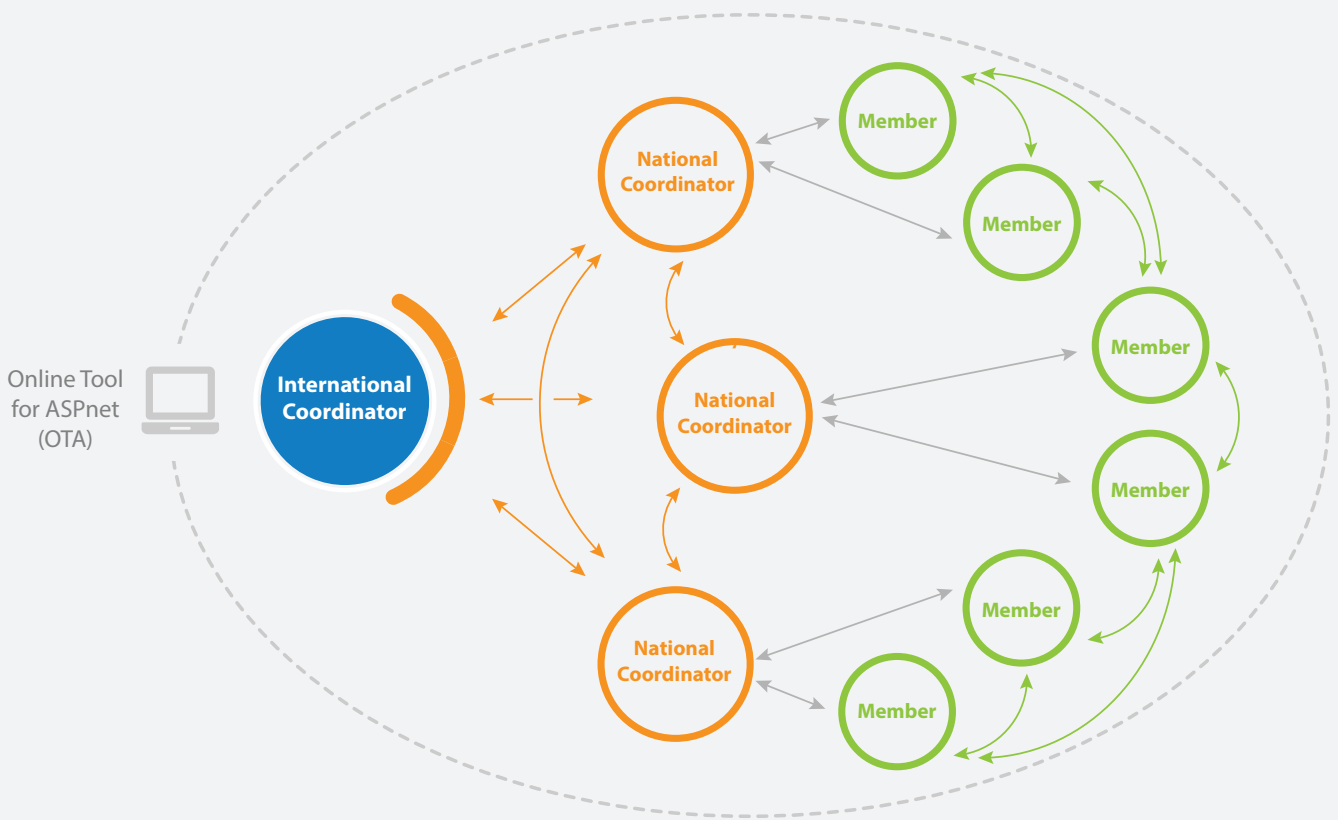 Online Tool
for ASPnet
(OTA)
International
Coordinator
National
Coordinator
National
Coordinator
National
Coordinator
Member
Member
Member
Member
Member
Member